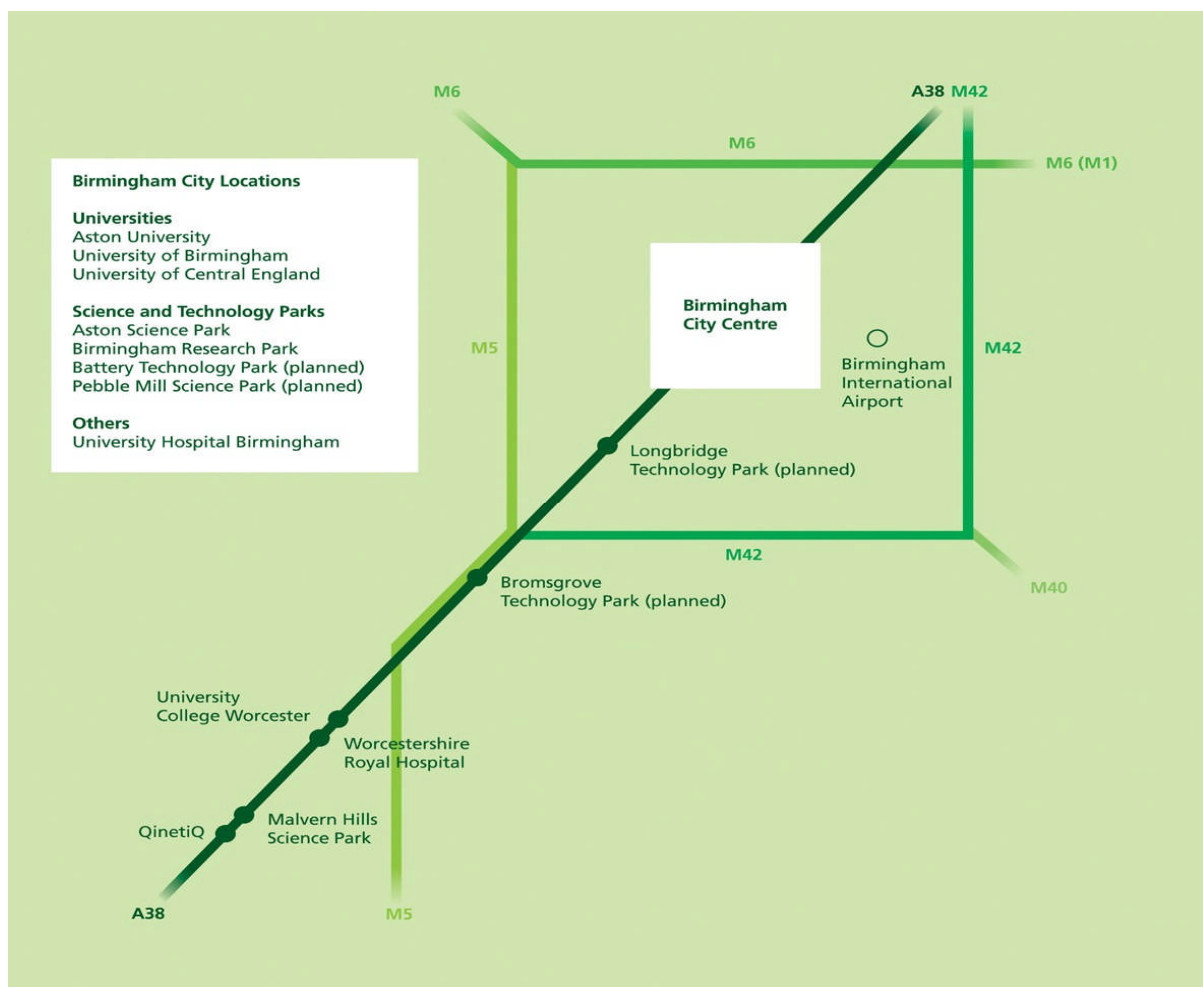 M6
A38 M42
M6
M6 (M1)
Birmingham City Locations
Universities
Aston University
University of Birmingham
University of Central England
Science and Technology Parks
Aston Science Park
Birmingham Research Park
Battery Technology Park (planned)
Pebble Mill Science Park (planned)
Others
University Hospital Birmingham
Birmingham
City Centre
M5
M42
Birmingham
International
Airport
Longbridge
Technology Park (planned)
M42
Bromsgrove
Technology Park (planned)
M40
University
College Worcester
Worcestershire
Royal Hospital
QinetiQ
Malvern Hills
Science Park
A38
M5